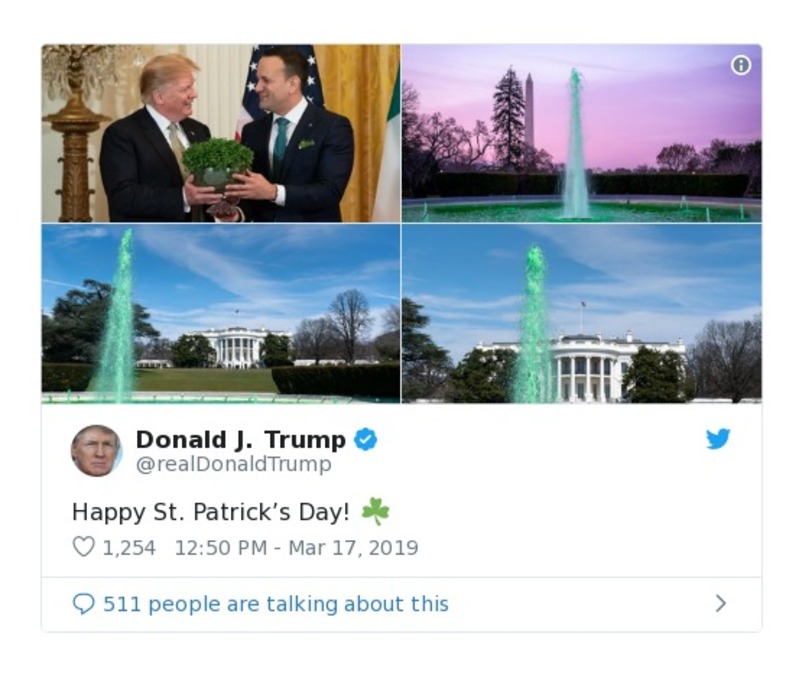 Donald J. Trump
@realDonaldTrump
Happy St. Patrick’s Day! ☘
1,254 12:50 PM - Mar 17, 2019
511 people are talking about this